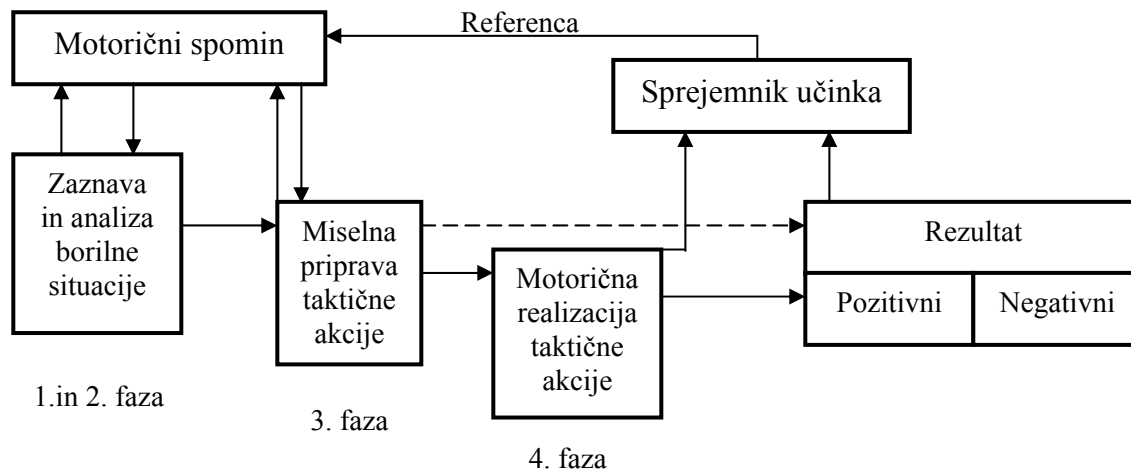 Referenca
Motorični spomin
Sprejemnik učinka
Zaznava
in analiza
borilne
situacije
Miselna
priprava
taktične
akcije
Motorična
realizacija
taktične
akcije
Rezultat
Pozitivni
Negativni
1.in 2. faza
3. faza
4. faza